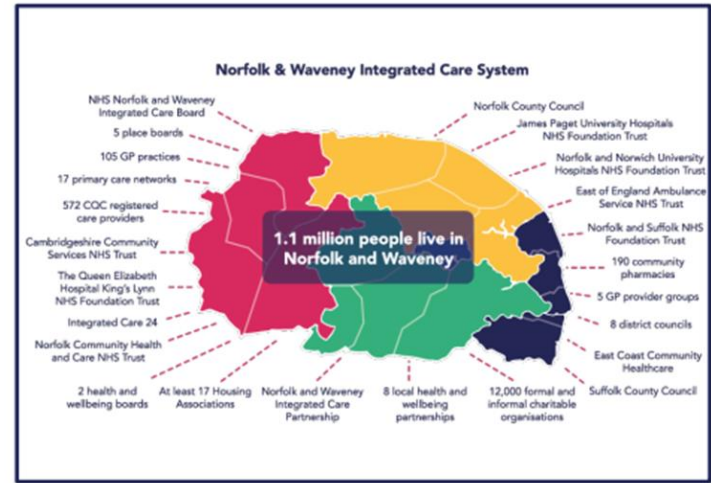 Norfolk & Waveney Integrated Care System
NHS Norfolk and Waveney
Integrated Care Board
5 place boards
105 GP practices
17 primary care networks
572 CQC registered
care providers
Cambridgeshire Community
Services NHS Trust
The Queen Elizabeth
Hospital King's Lynn
NHS Foundation Trust
Integrated Care 24
Norfolk Community Health
and Care NHS Trust
2 health and
wellbeing boards
At least 17 Housing
Associations
Norfolk and Waveney
Integrated Care
Partnership
8 local health and
wellbeing
partnerships
12,000 formal and
informal charitable
organisations
1.1 million people live in
Norfolk and Waveney
Norfolk County Council
James Paget University Hospitals
NHS Foundation Trust
Norfolk and Norwich University
Hospitals NHS Foundation Trust
East of England Ambulance
Service NHS Trust
Norfolk and Suffolk NHS
Foundation Trust
190 community
pharmacies
5 GP provider groups
8 district councils
East Coast Community
Healthcare
Suffolk County Council